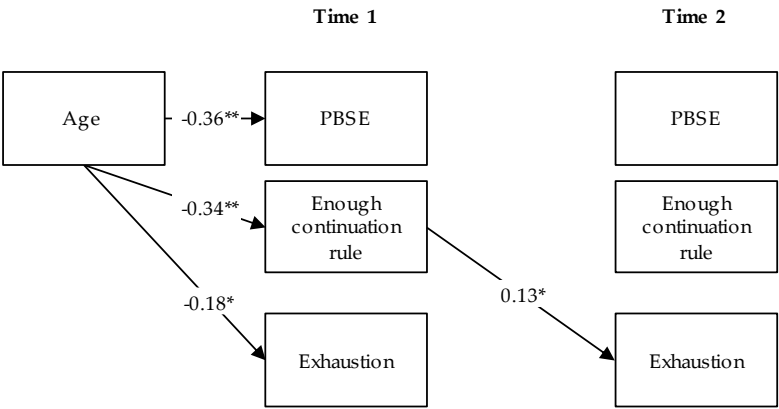 Time 1
Time 2
Age
-0.36**
PBSE
PBSE
-0.34**
Enough
continuation
rule
Enough
continuation
rule
-0.18*
0.13*
Exhaustion
Exhaustion